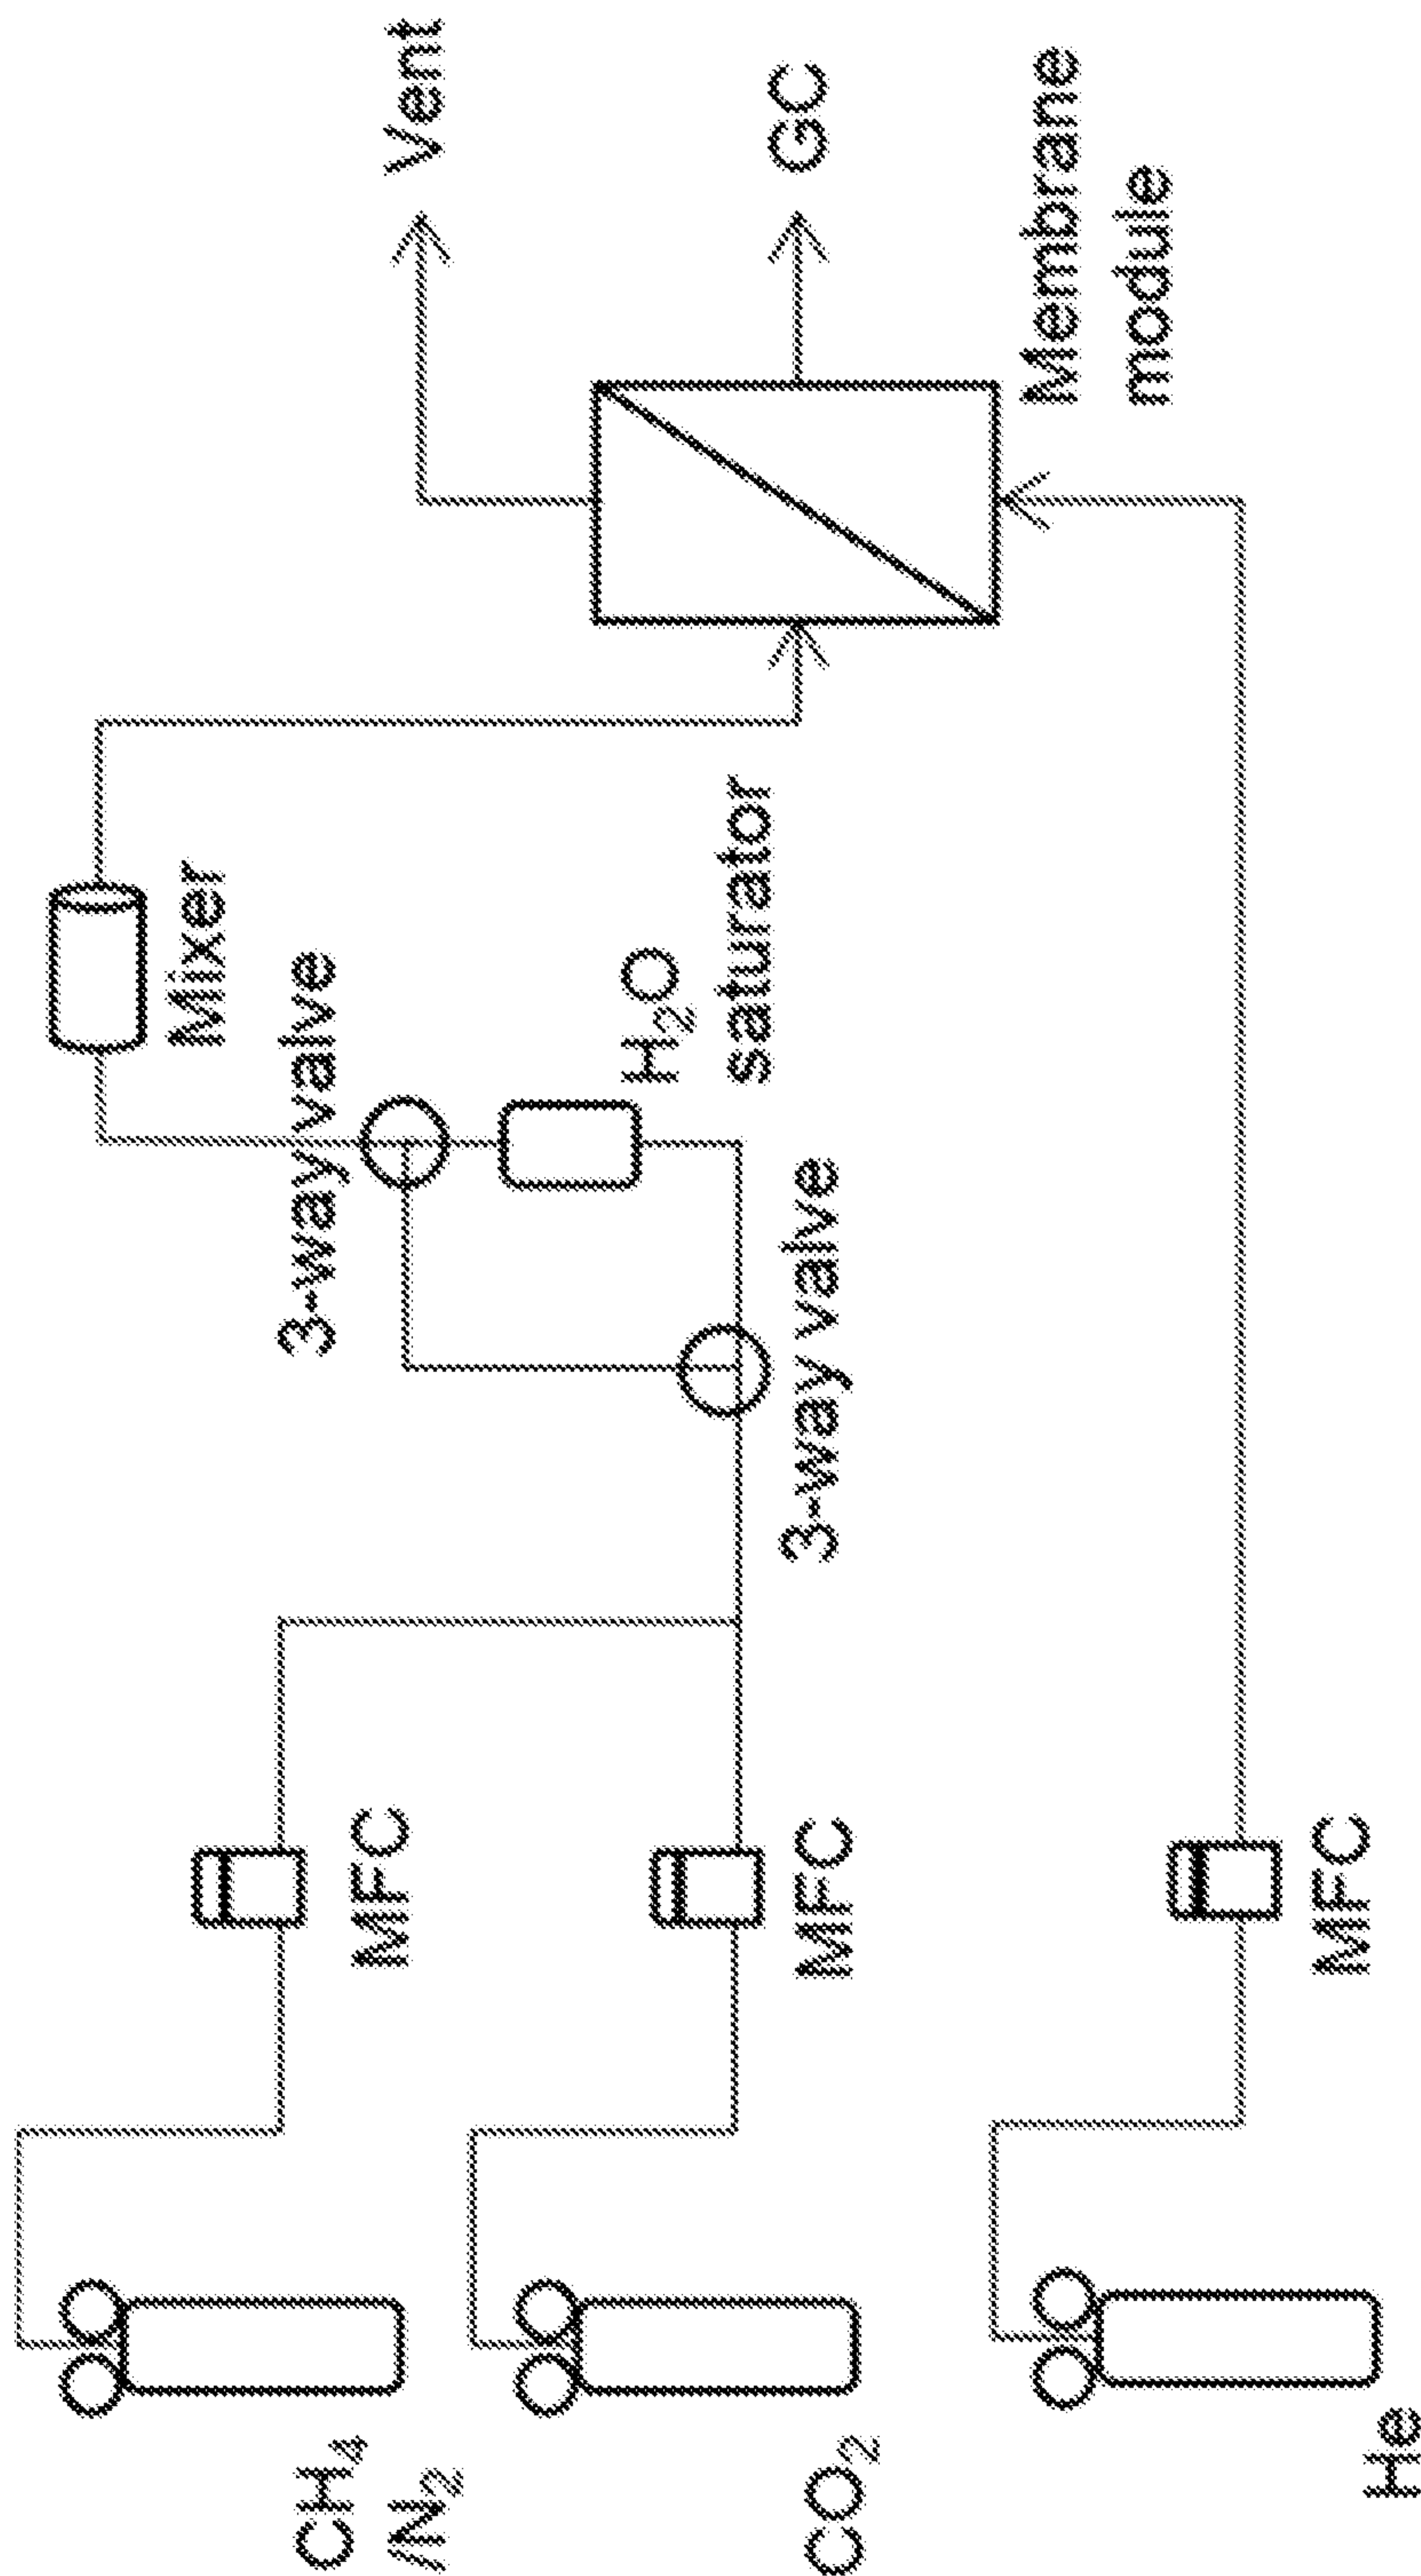 CH₄
/N₂
MFC
CO₂
MFC
He
MFC
3-way valve
3-way valve
H₂O
saturator
Mixer
Vent
GC
Membrane
module